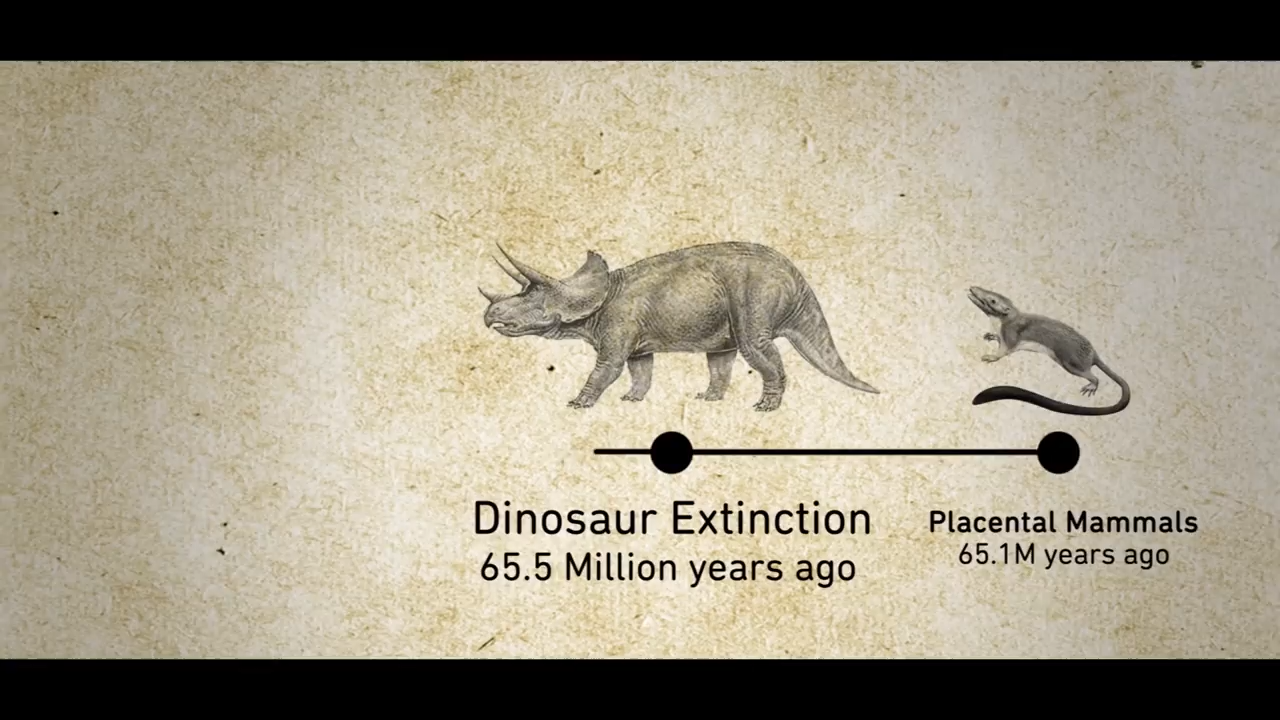 Dinosaur Extinction
65.5 Million years ago
Placental Mammals
65.1M years ago